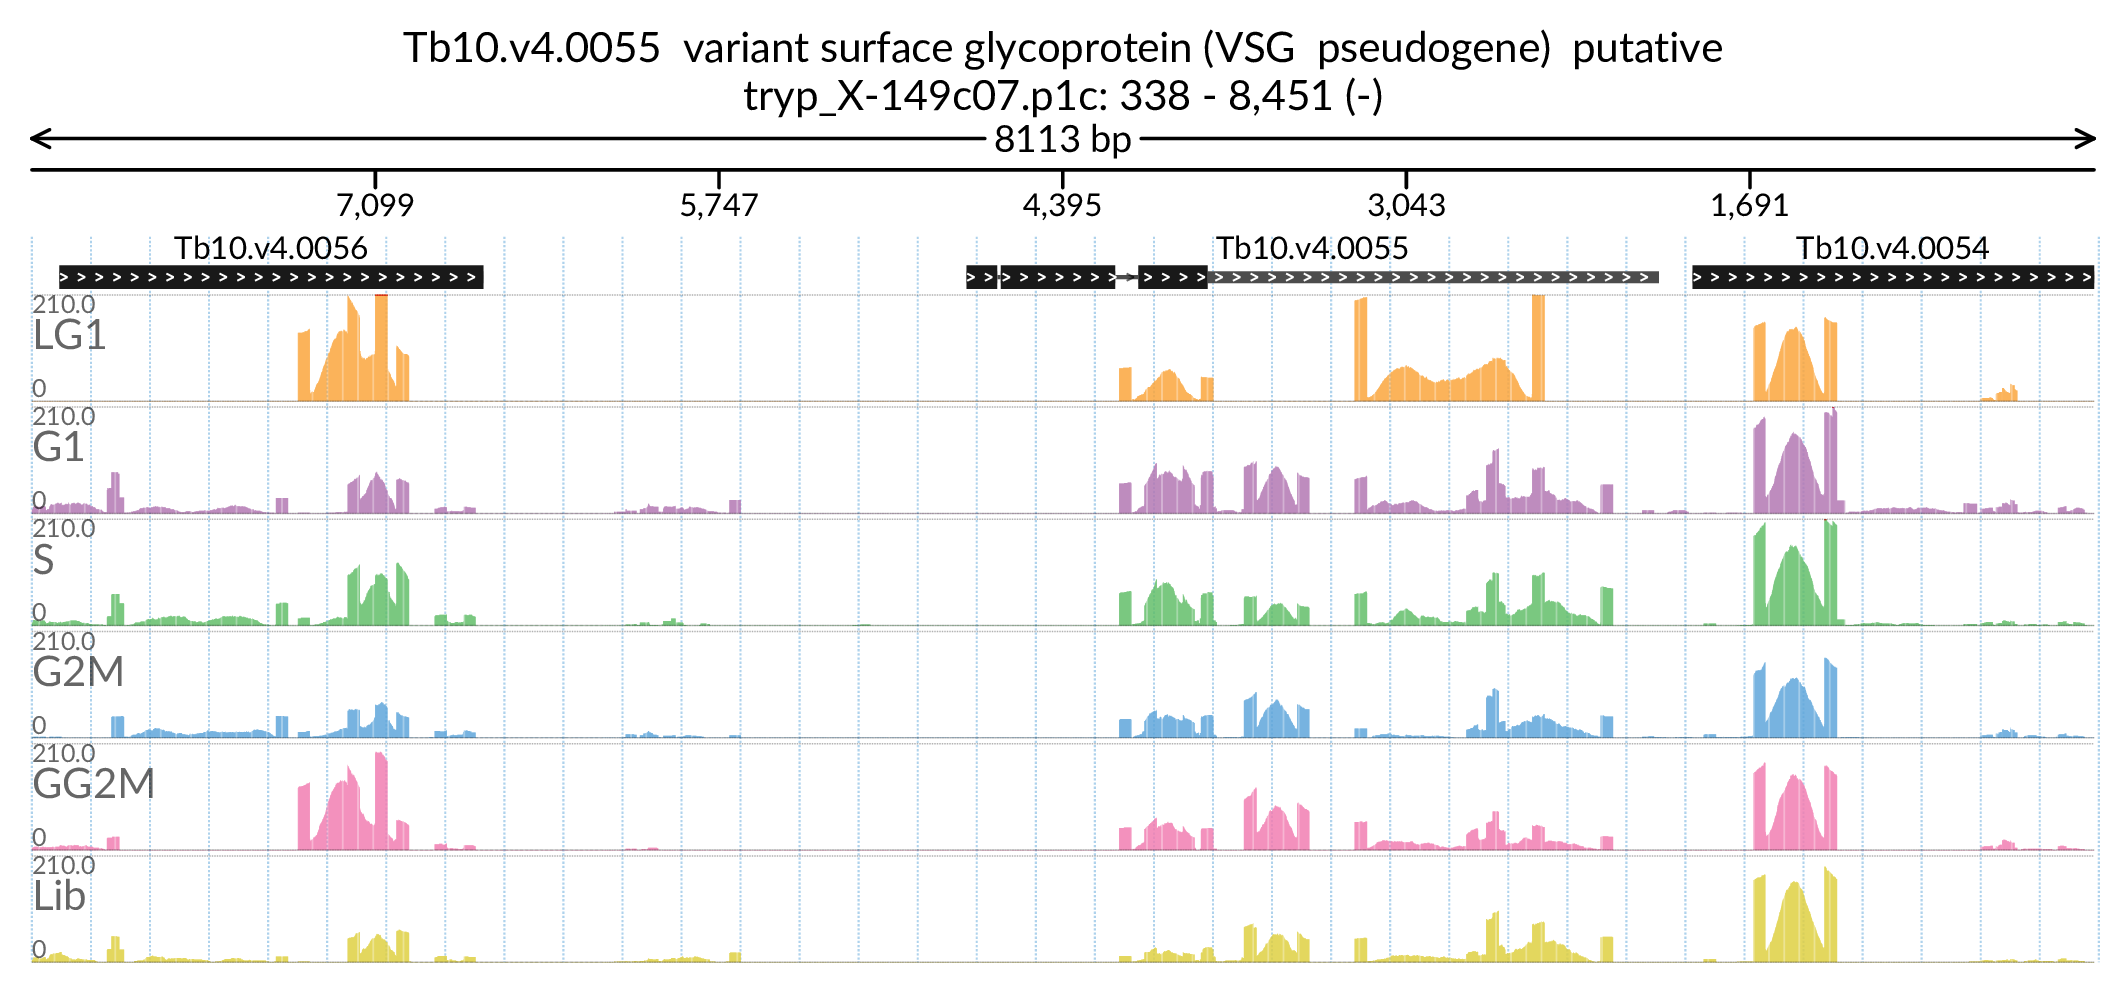 Tb10.v4.0055 variant surface glycoprotein (VSG pseudogene) putative
tryp_X-149c07.p1c: 338 - 8,451 (-)
8113 bp
7,099 5,747 4,395 3,043 1,691
Tb10.v4.0056 Tb10.v4.0055 Tb10.v4.0054
210.0
LG1
0
210.0
G1
0
210.0
S
0
210.0
G2M
0
210.0
GG2M
0
210.0
Lib
0